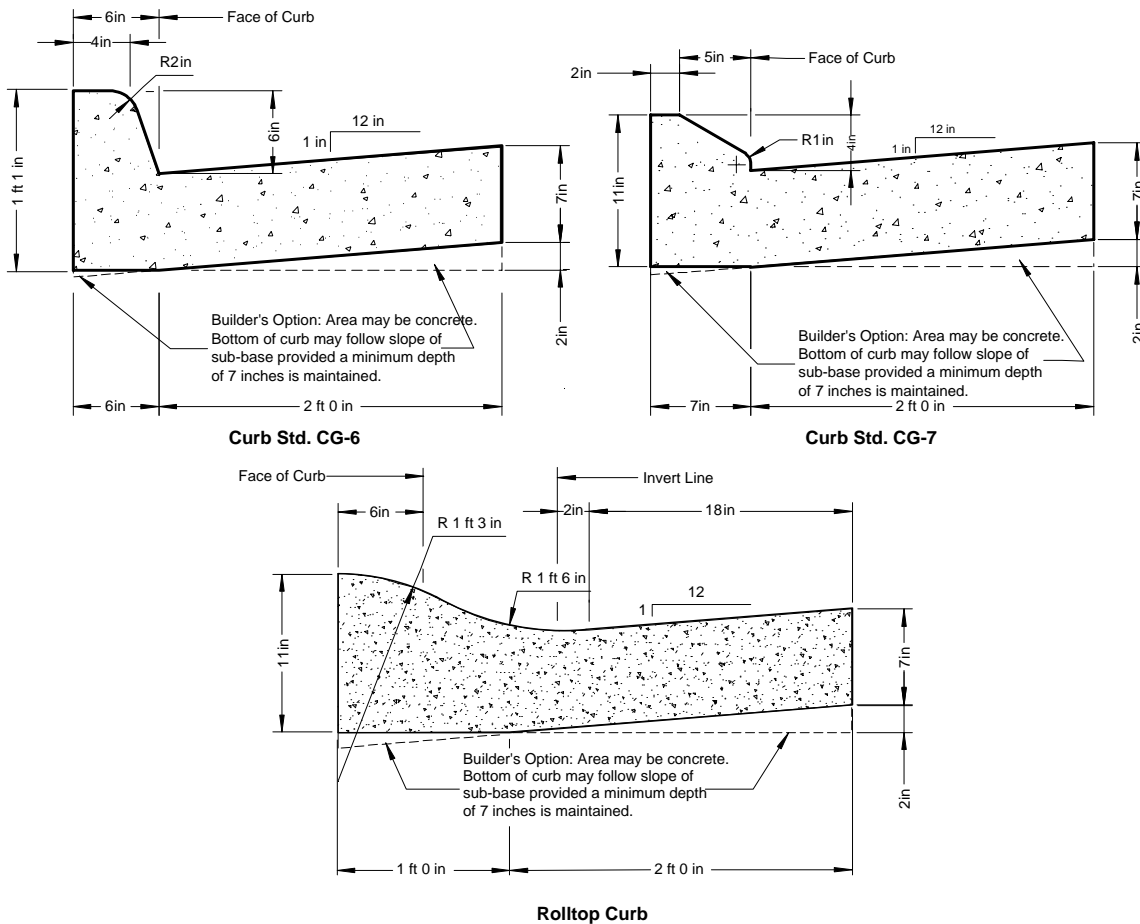 6in
Face of Curb
4in
R2in
1 ft 1 in
6in
12 in
1 in
7in
2in
Builder's Option: Area may be concrete.
Bottom of curb may follow slope of
sub-base provided a minimum depth
of 7 inches is maintained.
6in
2 ft 0 in
Curb Std. CG-6
5in
Face of Curb
2in
11in
R1in
4in
12 in
1 in
7in
2in
Builder's Option: Area may be concrete.
Bottom of curb may follow slope of
sub-base provided a minimum depth
of 7 inches is maintained.
7in
2 ft 0 in
Curb Std. CG-7
Face of Curb
Invert Line
6in
2in
18in
R 1 ft 3 in
R 1 ft 6 in
12
1
11in
7in
2in
Builder's Option: Area may be concrete.
Bottom of curb may follow slope of
sub-base provided a minimum depth
of 7 inches is maintained.
1 ft 0 in
2 ft 0 in
Rolltop Curb